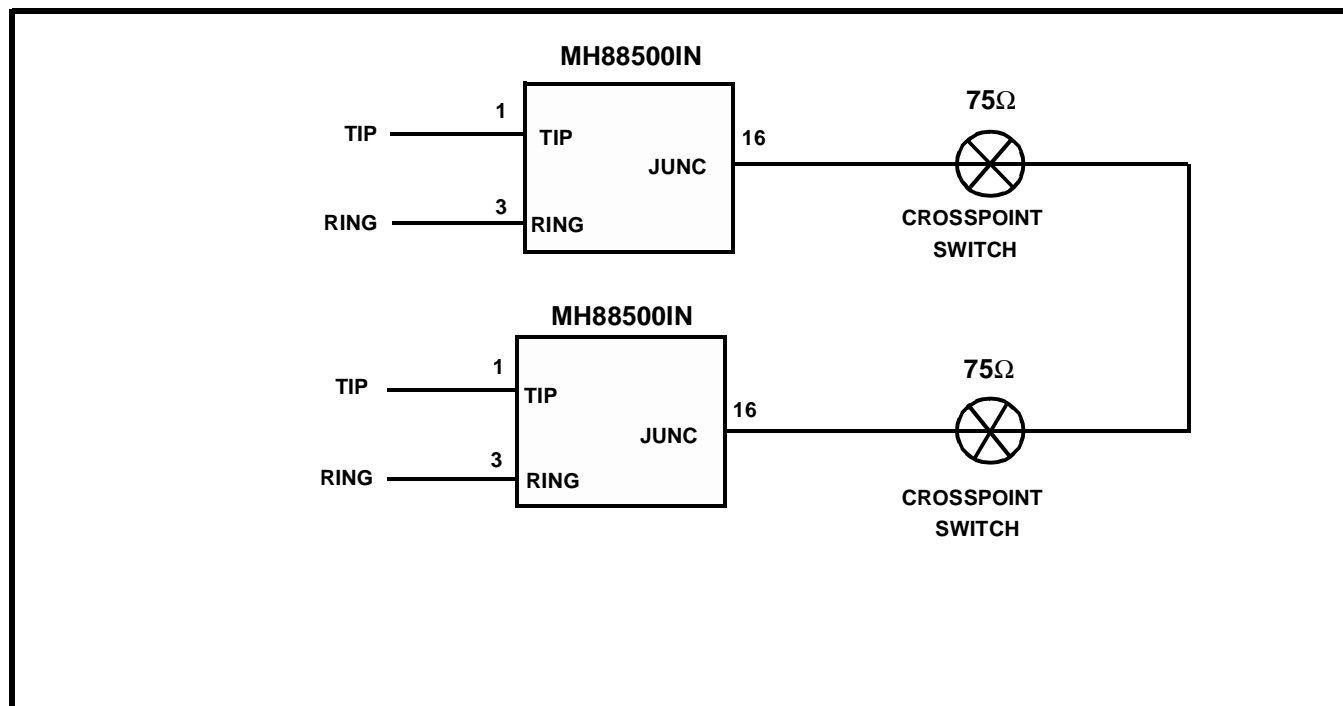 MH88500IN
75Ω
1
TIP
TIP
16
JUNC
3
RING
RING
CROSSPOINT
SWITCH
MH88500IN
75Ω
1
TIP
TIP
16
JUNC
3
RING
RING
CROSSPOINT
SWITCH